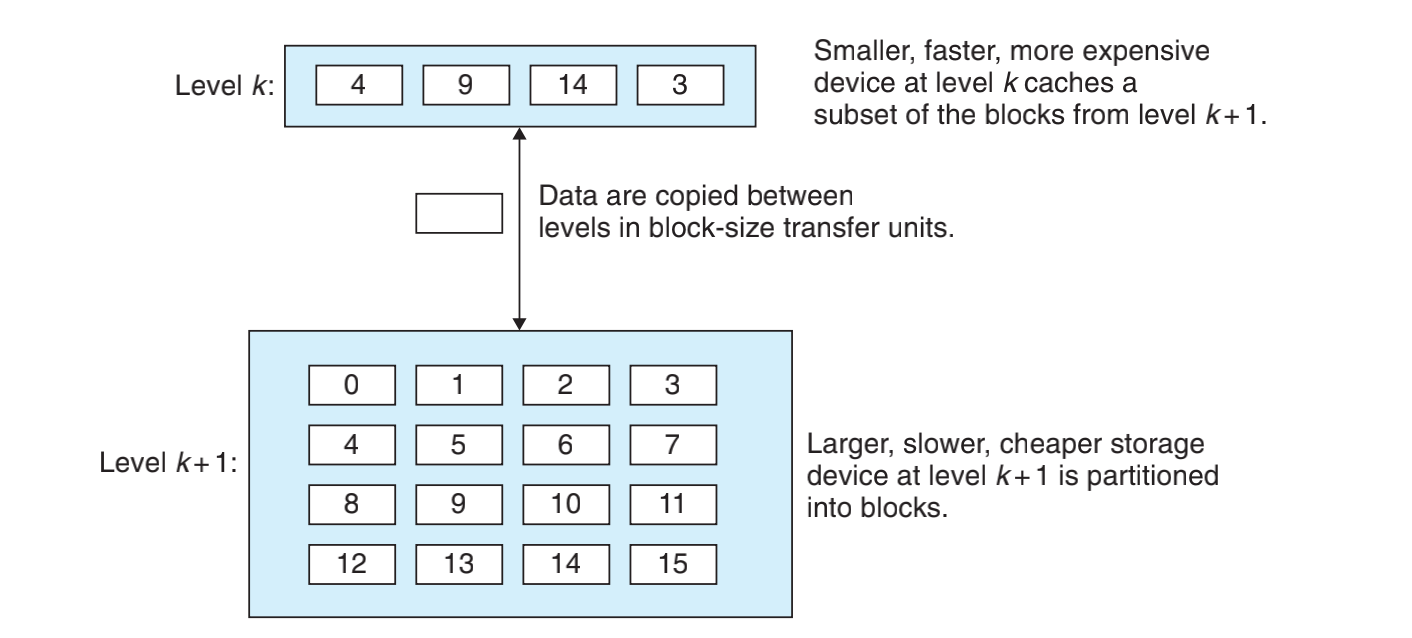 Level k:
4 9 14 3
Smaller, faster, more expensive
device at level k caches a
subset of the blocks from level k+1.
Data are copied between
levels in block-size transfer units.
Level k+1:
0 1 2 3
4 5 6 7
8 9 10 11
12 13 14 15
Larger, slower, cheaper storage
device at level k+1 is partitioned
into blocks.